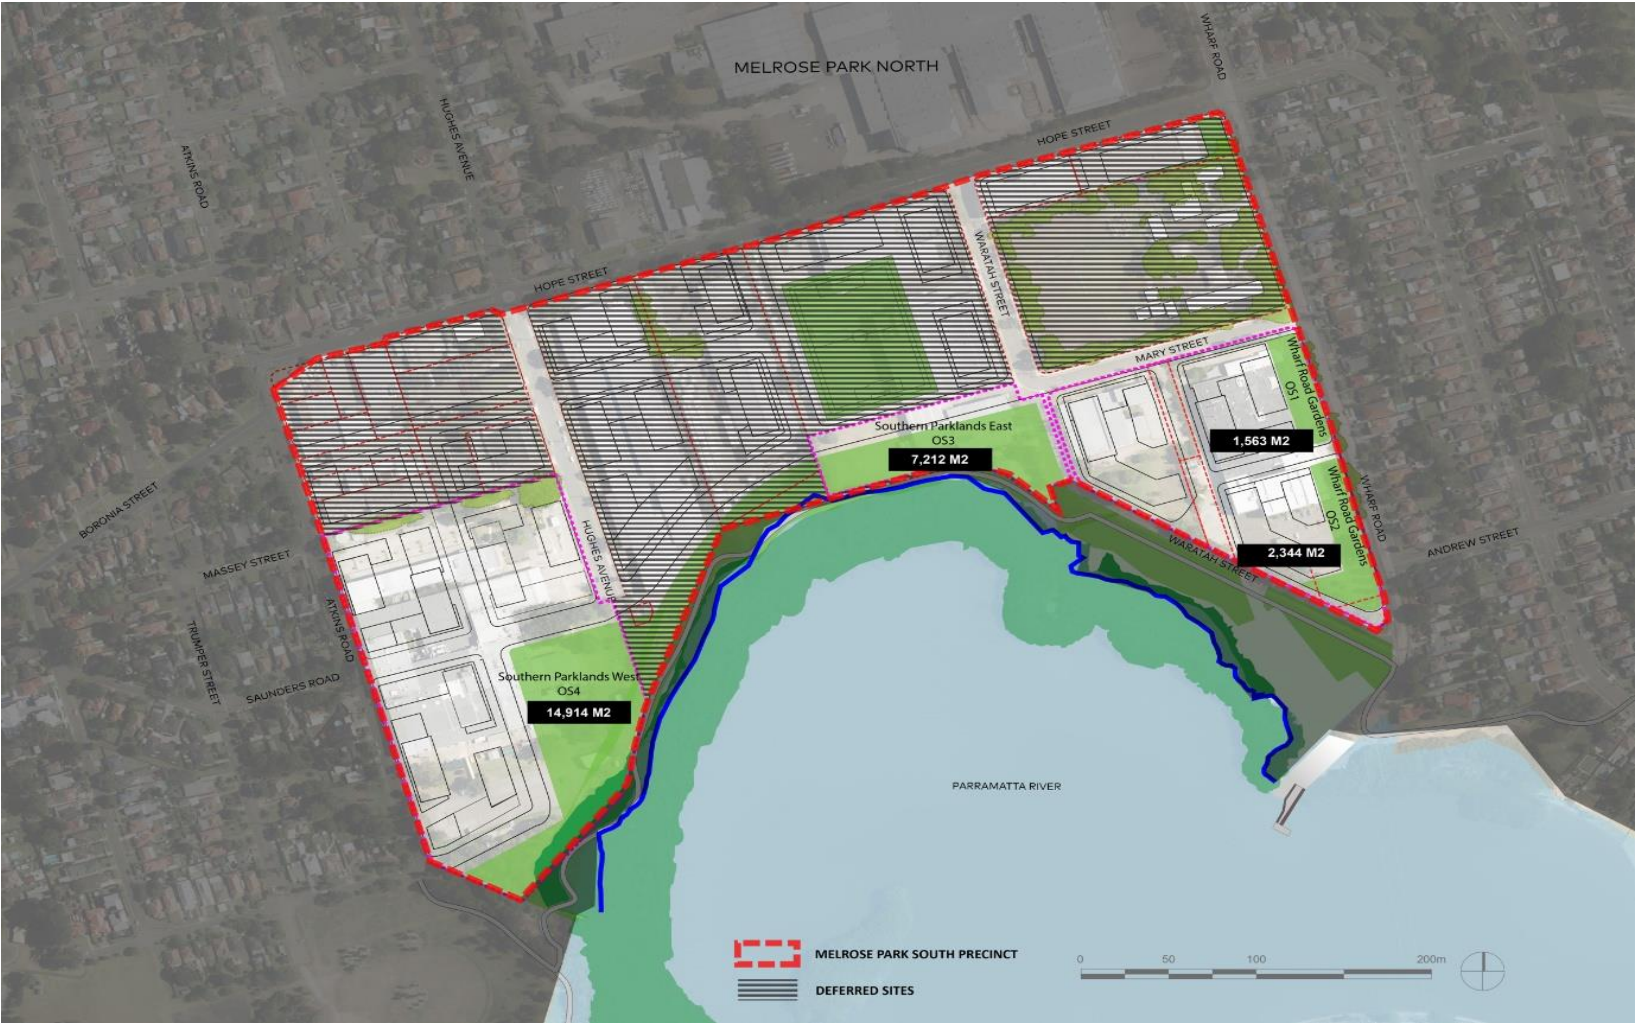 MELROSE PARK NORTH
WHARF ROAD
HUGHES AVENUE
ATKINS ROAD
HOPE STREET
HOPE STREET
WARATAH STREET
MARY STREET
Wharf Road Gardens
OS1
1,563 M2
Southern Parklands East
OS3
7,212 M2
Wharf Road Gardens
OS2
2,344 M2
WHARF ROAD
ANDREW STREET
WARATAH STREET
BORONIA STREET
MASSEY STREET
HUGHES AVENUE
ATKINS ROAD
TRUMPER STREET
SAUNDERS ROAD
Southern Parklands West
OS4
14,914 M2
PARRAMATTA RIVER
MELROSE PARK SOUTH PRECINCT
DEFERRED SITES
0 50 100 200m